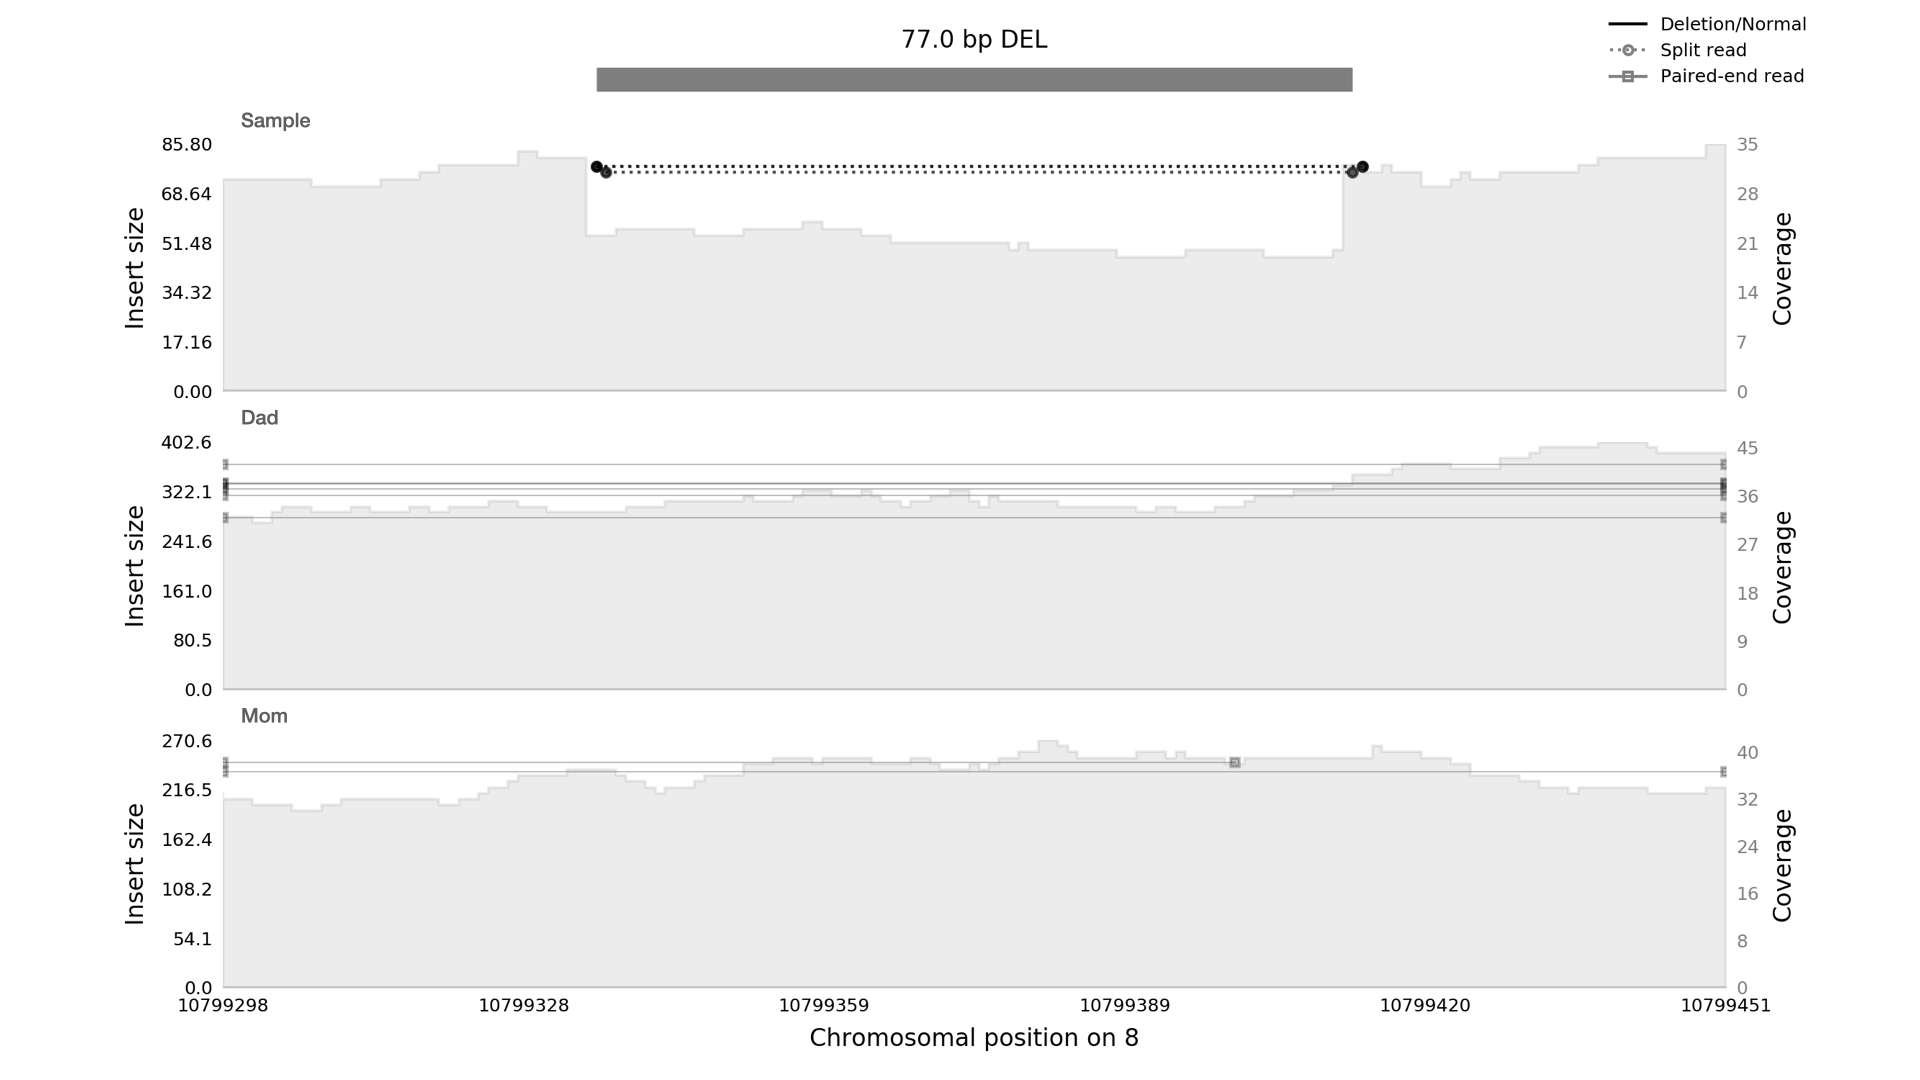 77.0 bp DEL
Deletion/Normal
Split read
Paired-end read
Sample
85.80
68.64
51.48
34.32
17.16
0.00
Insert size
35
28
21
14
7
0
Coverage
Dad
402.6
322.1
241.6
161.0
80.5
0.0
Insert size
45
36
27
18
9
0
Coverage
Mom
270.6
216.5
162.4
108.2
54.1
0.0
Insert size
40
32
24
16
8
0
Coverage
10799298 10799328 10799359 10799389 10799420 10799451
Chromosomal position on 8